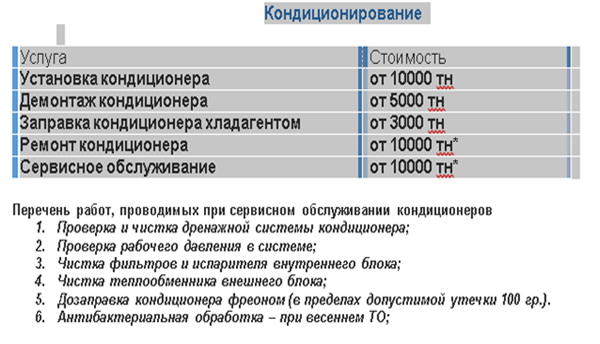 Кондиционирование
Услуга Стоимость
Установка кондиционера от 10000 тн
Демонтаж кондиционера от 5000 тн
Заправка кондиционера хладагентом от 3000 тн
Ремонт кондиционера от 10000 тн*
Сервисное обслуживание от 10000 тн*
Перечень работ, проводимых при сервисном обслуживании кондиционеров
1. Проверка и чистка дренажной системы кондиционера;
2. Проверка рабочего давления в системе;
3. Чистка фильтров и испарителя внутреннего блока;
4. Чистка теплообменника внешнего блока;
5. Дозаправка кондиционера фреоном (в пределах допустимой утечки 100 гр.).
6. Антибактериальная обработка – при весеннем ТО;